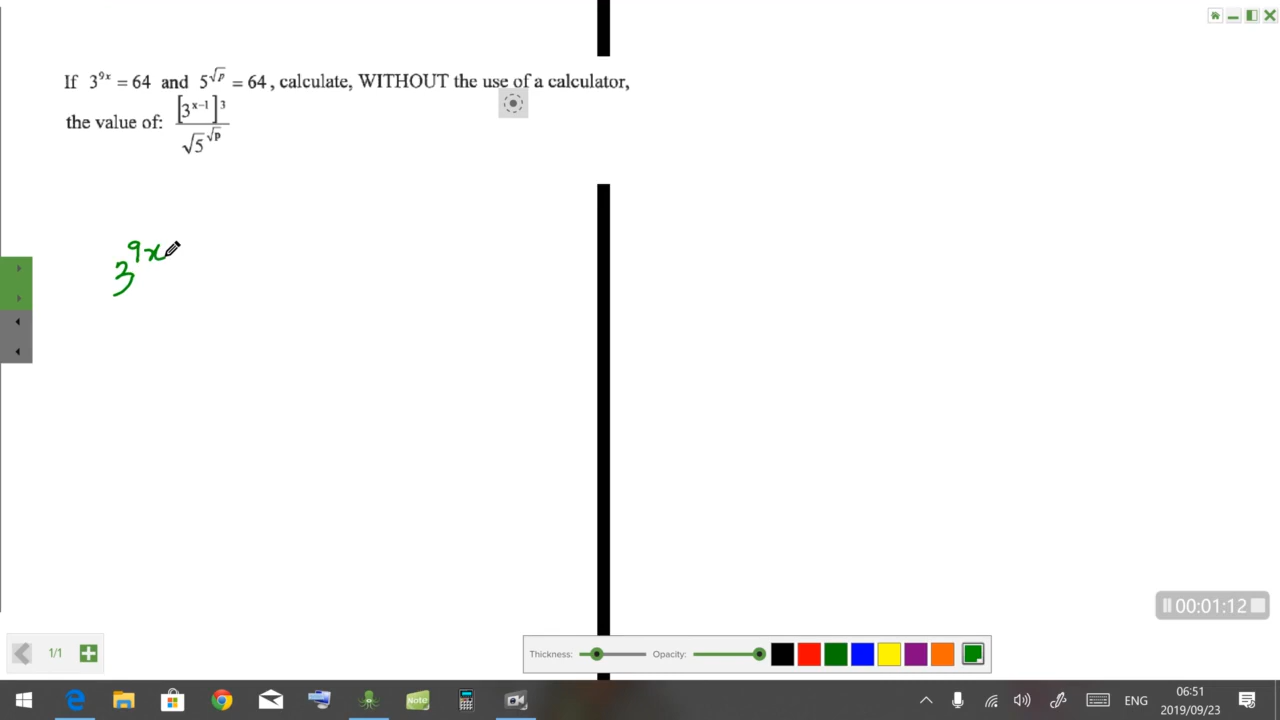 If 3^{9x} = 64 and 5^{√p} = 64, calculate, WITHOUT the use of a calculator,
the value of: [3^{x-1}]^3 / √5^{√p}
3^{9x}
00:01:12
1/1
Thickness: Opacity:
Note
ENG
06:51
2019/09/23